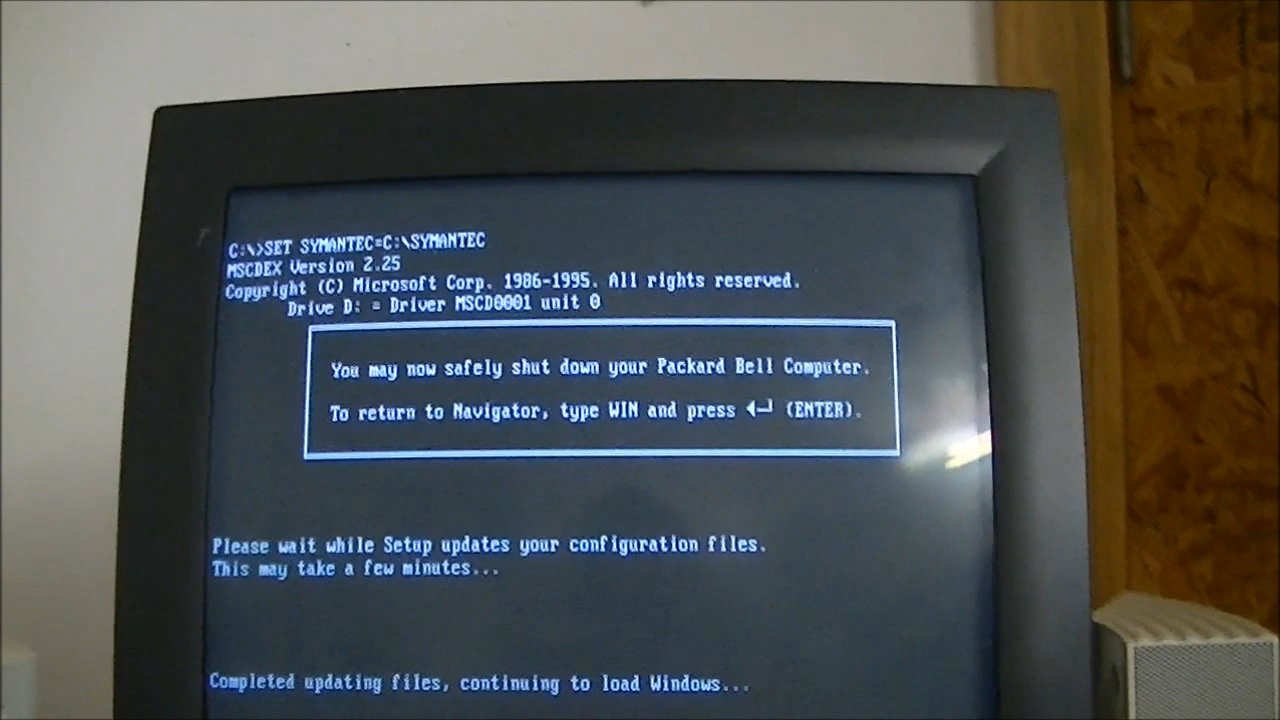 C:\>SET SYMANTEC=C:\SYMANTEC
MSCDEX Version 2.25
Copyright (C) Microsoft Corp. 1986-1995. All rights reserved.
Drive D: = Driver MSCD0001 unit 0
You may now safely shut down your Packard Bell Computer.
To return to Navigator, type WIN and press ◄┘ (ENTER).
Please wait while Setup updates your configuration files.
This may take a few minutes...
Completed updating files, continuing to load Windows...